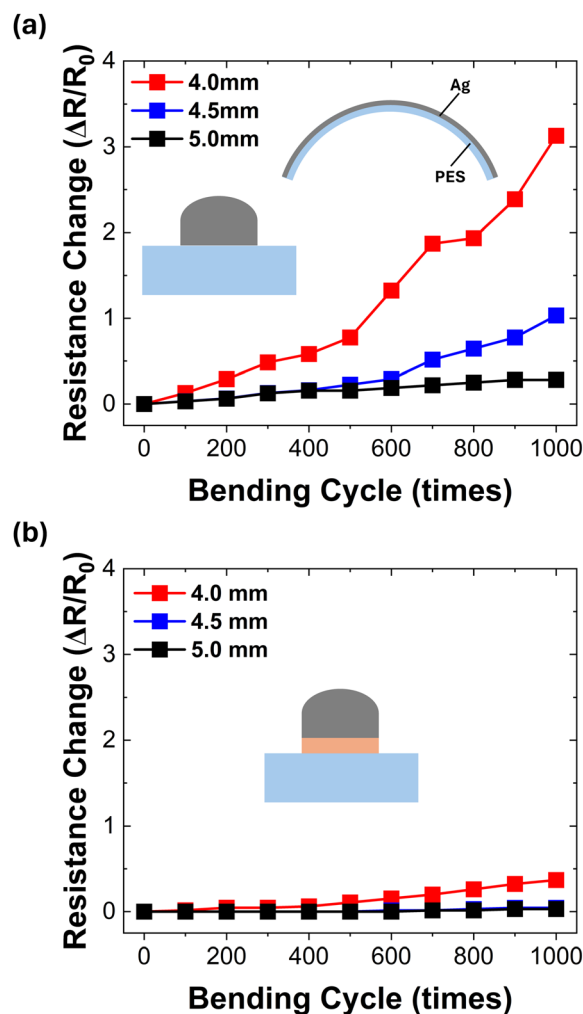 (a)
4
3
2
1
0
Resistance Change (ΔR/R₀)
4.0mm
4.5mm
5.0mm
Ag
PES
0 200 400 600 800 1000
Bending Cycle (times)
(b)
4
3
2
1
0
Resistance Change (ΔR/R₀)
4.0 mm
4.5 mm
5.0 mm
0 200 400 600 800 1000
Bending Cycle (times)